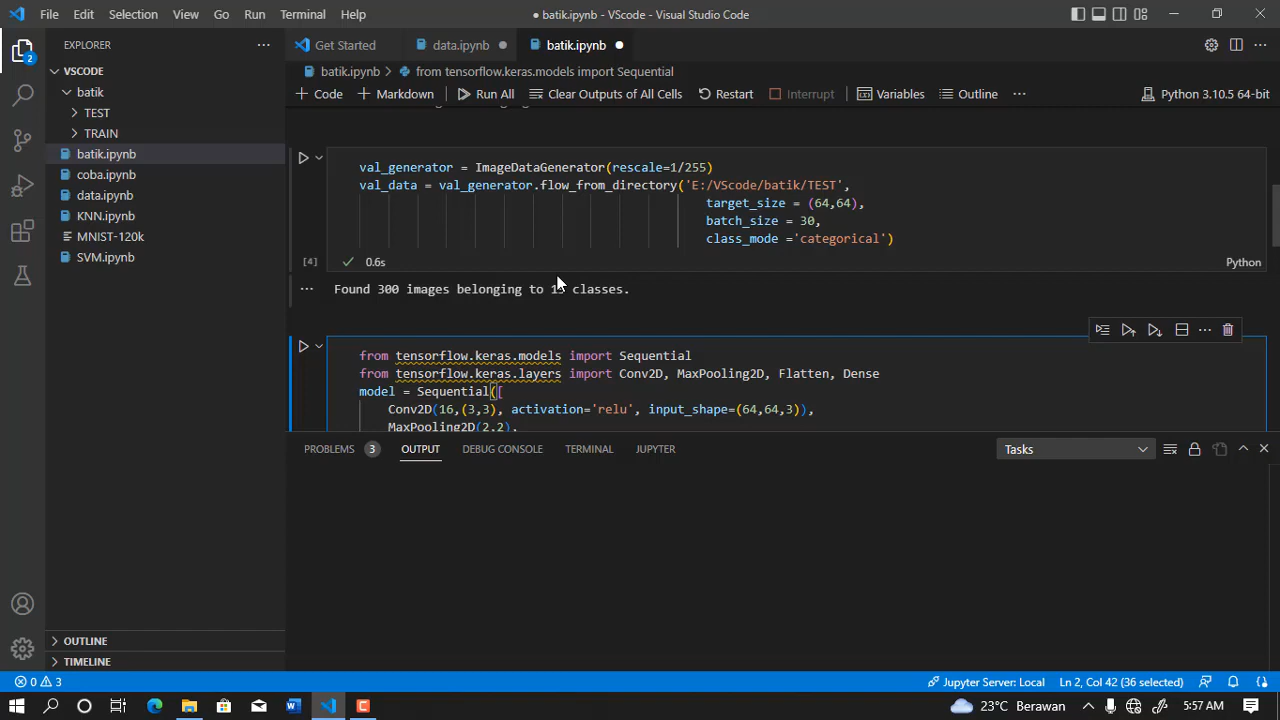 File Edit Selection View Go Run Terminal Help ● batik.ipynb - VScode - Visual Studio Code
EXPLORER ···
Get Started data.ipynb ● batik.ipynb ●
2
VSCODE
batik
TEST
TRAIN
batik.ipynb
coba.ipynb
data.ipynb
KNN.ipynb
MNIST-120k
SVM.ipynb
OUTLINE
TIMELINE
batik.ipynb > from tensorflow.keras.models import Sequential
+ Code + Markdown Run All Clear Outputs of All Cells Restart Interrupt Variables Outline ··· Python 3.10.5 64-bit
val_generator = ImageDataGenerator(rescale=1/255)
val_data = val_generator.flow_from_directory('E:/VScode/batik/TEST',
target_size = (64,64),
batch_size = 30,
class_mode ='categorical')
[4] ✓ 0.6s Python
··· Found 300 images belonging to classes.
from tensorflow.keras.models import Sequential
from tensorflow.keras.layers import Conv2D, MaxPooling2D, Flatten, Dense
model = Sequential([
Conv2D(16,(3,3), activation='relu', input_shape=(64,64,3)),
MaxPooling2D(2,2),
PROBLEMS 3 OUTPUT DEBUG CONSOLE TERMINAL JUPYTER Tasks
0 3 Jupyter Server: Local Ln 2, Col 42 (36 selected)
23°C Berawan 5:57 AM